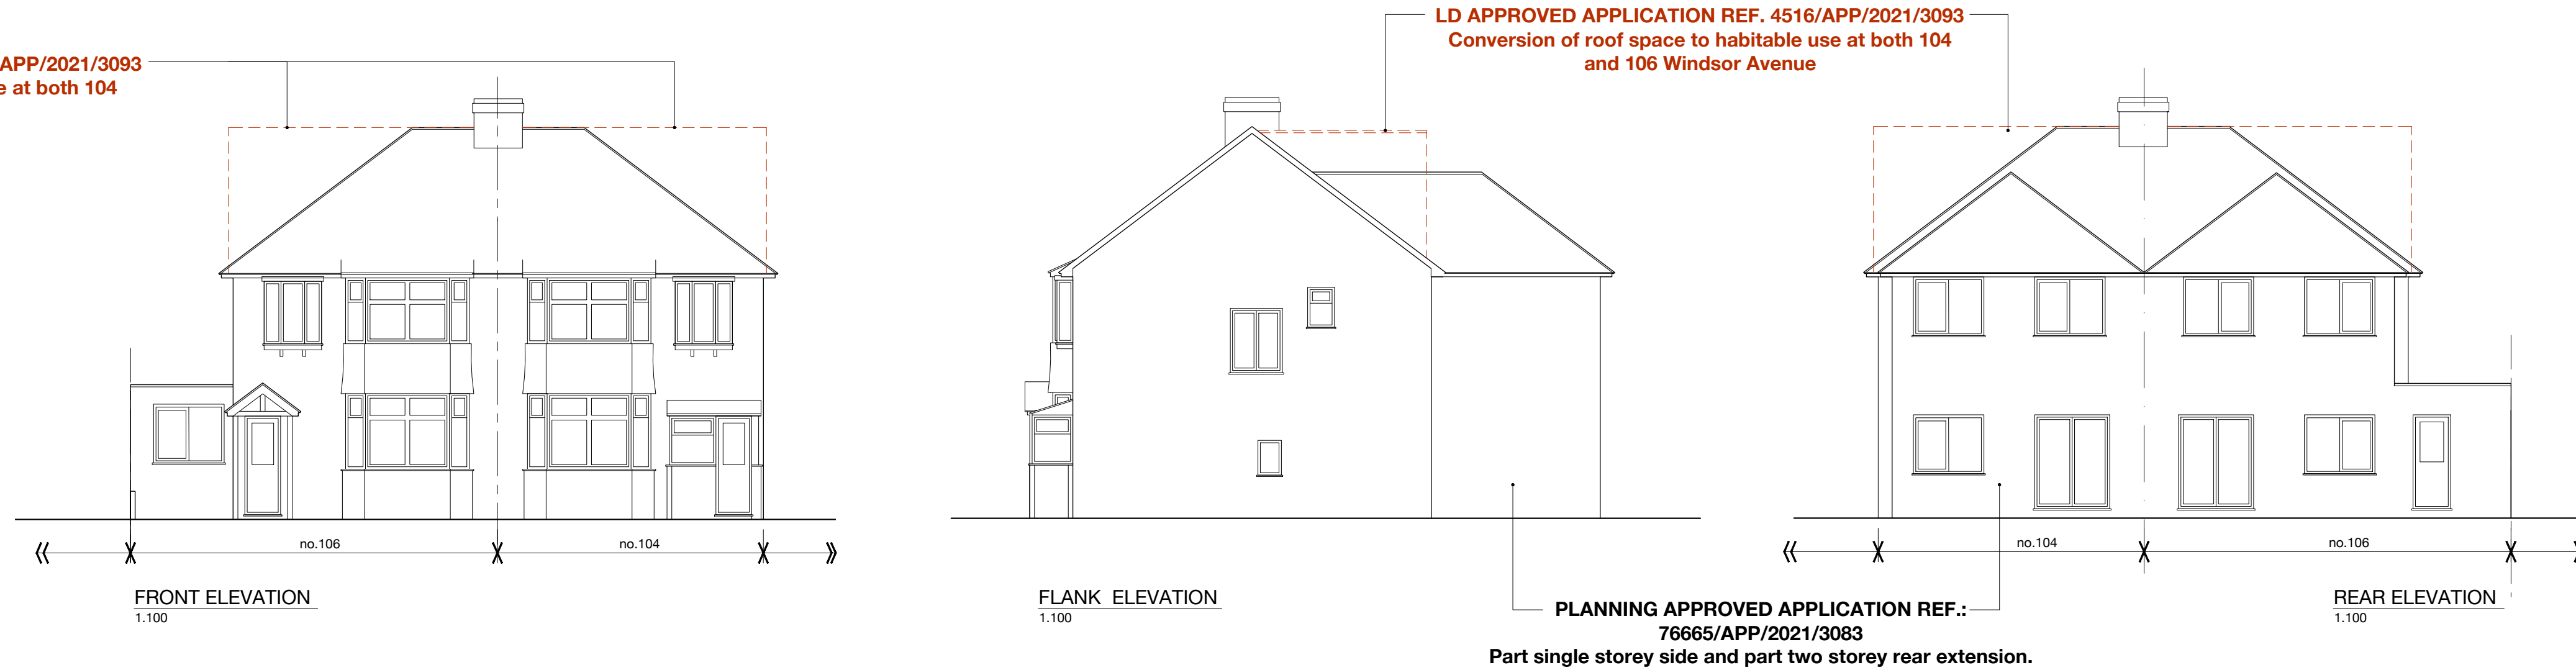 LD APPROVED APPLICATION REF. 4516/APP/2021/3093
Conversion of roof space to habitable use at both 104
and 106 Windsor Avenue
APP/2021/3093
e at both 104
no.106
no.104
FRONT ELEVATION
1.100
FLANK ELEVATION
1.100
no.104
no.106
REAR ELEVATION
1.100
PLANNING APPROVED APPLICATION REF.:
76665/APP/2021/3083
Part single storey side and part two storey rear extension.